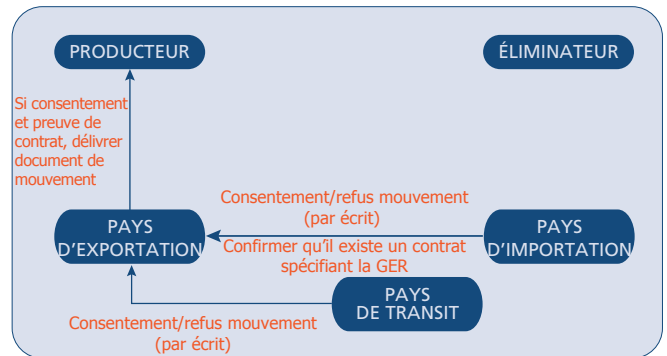 PRODUCTEUR
ÉLIMINATEUR
Si consentement
et preuve de
contrat, délivrer
document de
mouvement
Consentement/refus mouvement
(par écrit)
PAYS
D’EXPORTATION
PAYS
D’IMPORTATION
Confirmer qu’il existe un contrat
spécifiant la GER
PAYS
DE TRANSIT
Consentement/refus mouvement
(par écrit)